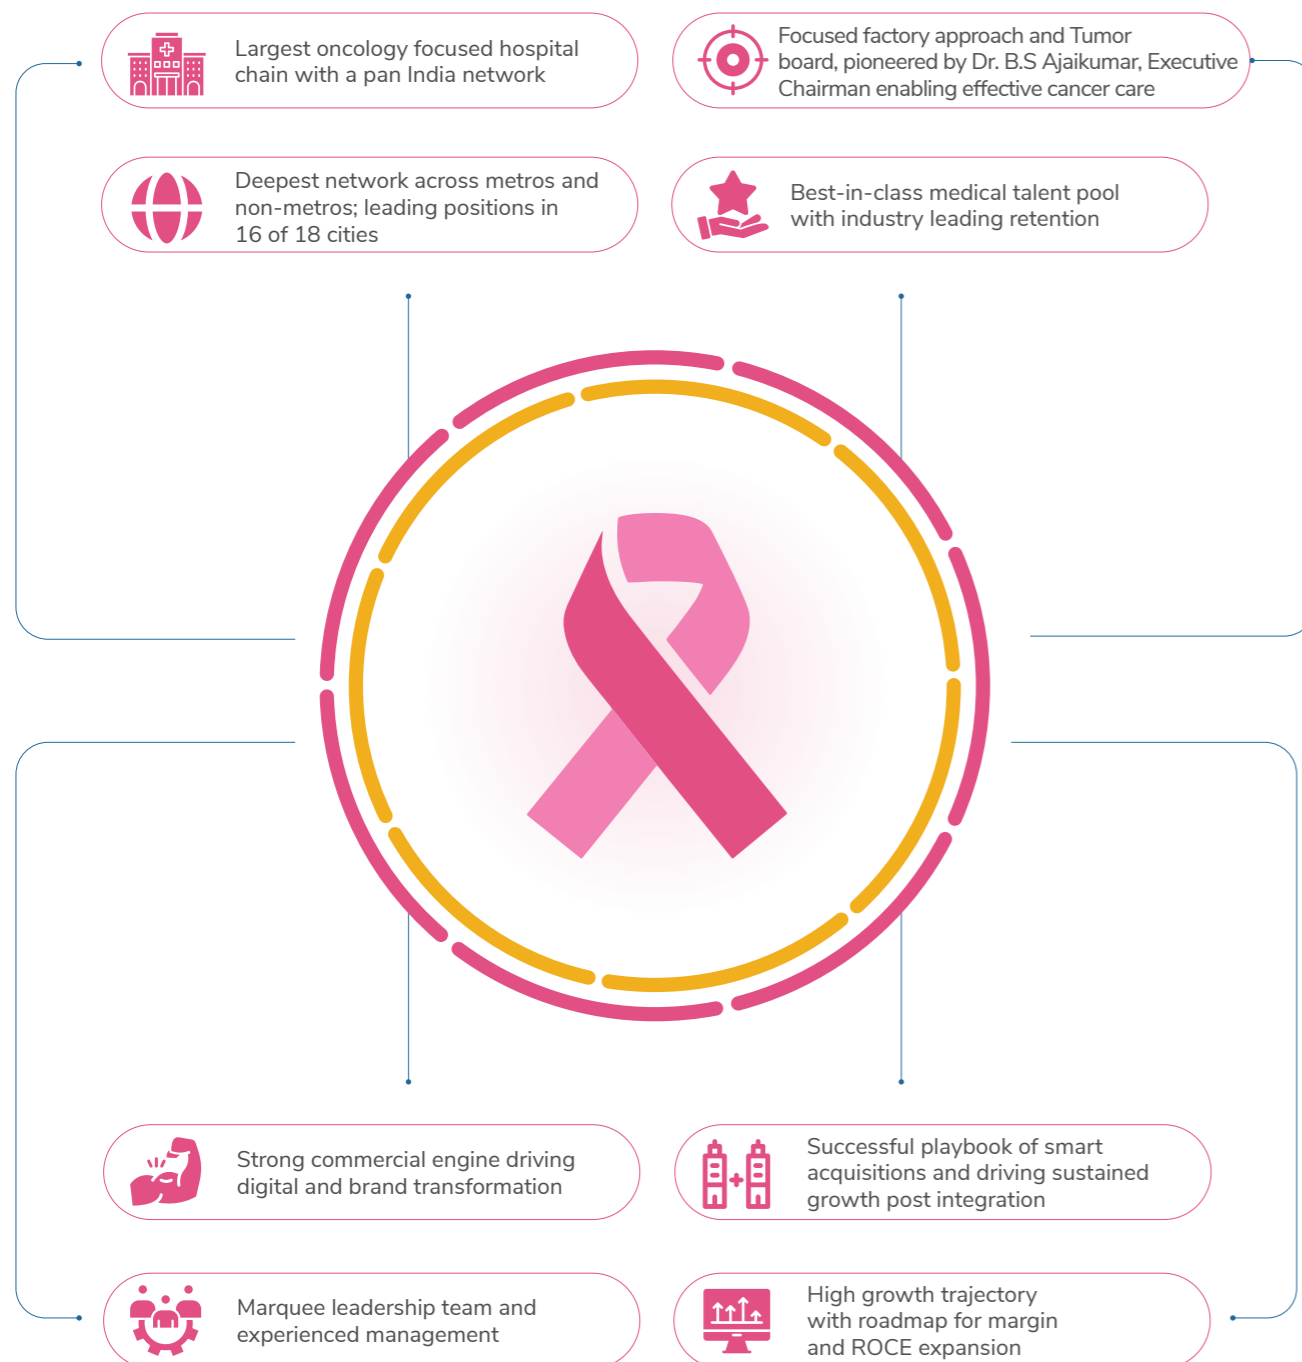 Largest oncology focused hospital
chain with a pan India network
Focused factory approach and Tumor
board, pioneered by Dr. B.S Ajaikumar, Executive
Chairman enabling effective cancer care
Deepest network across metros and
non-metros; leading positions in
16 of 18 cities
Best-in-class medical talent pool
with industry leading retention
Strong commercial engine driving
digital and brand transformation
Successful playbook of smart
acquisitions and driving sustained
growth post integration
Marquee leadership team and
experienced management
High growth trajectory
with roadmap for margin
and ROCE expansion